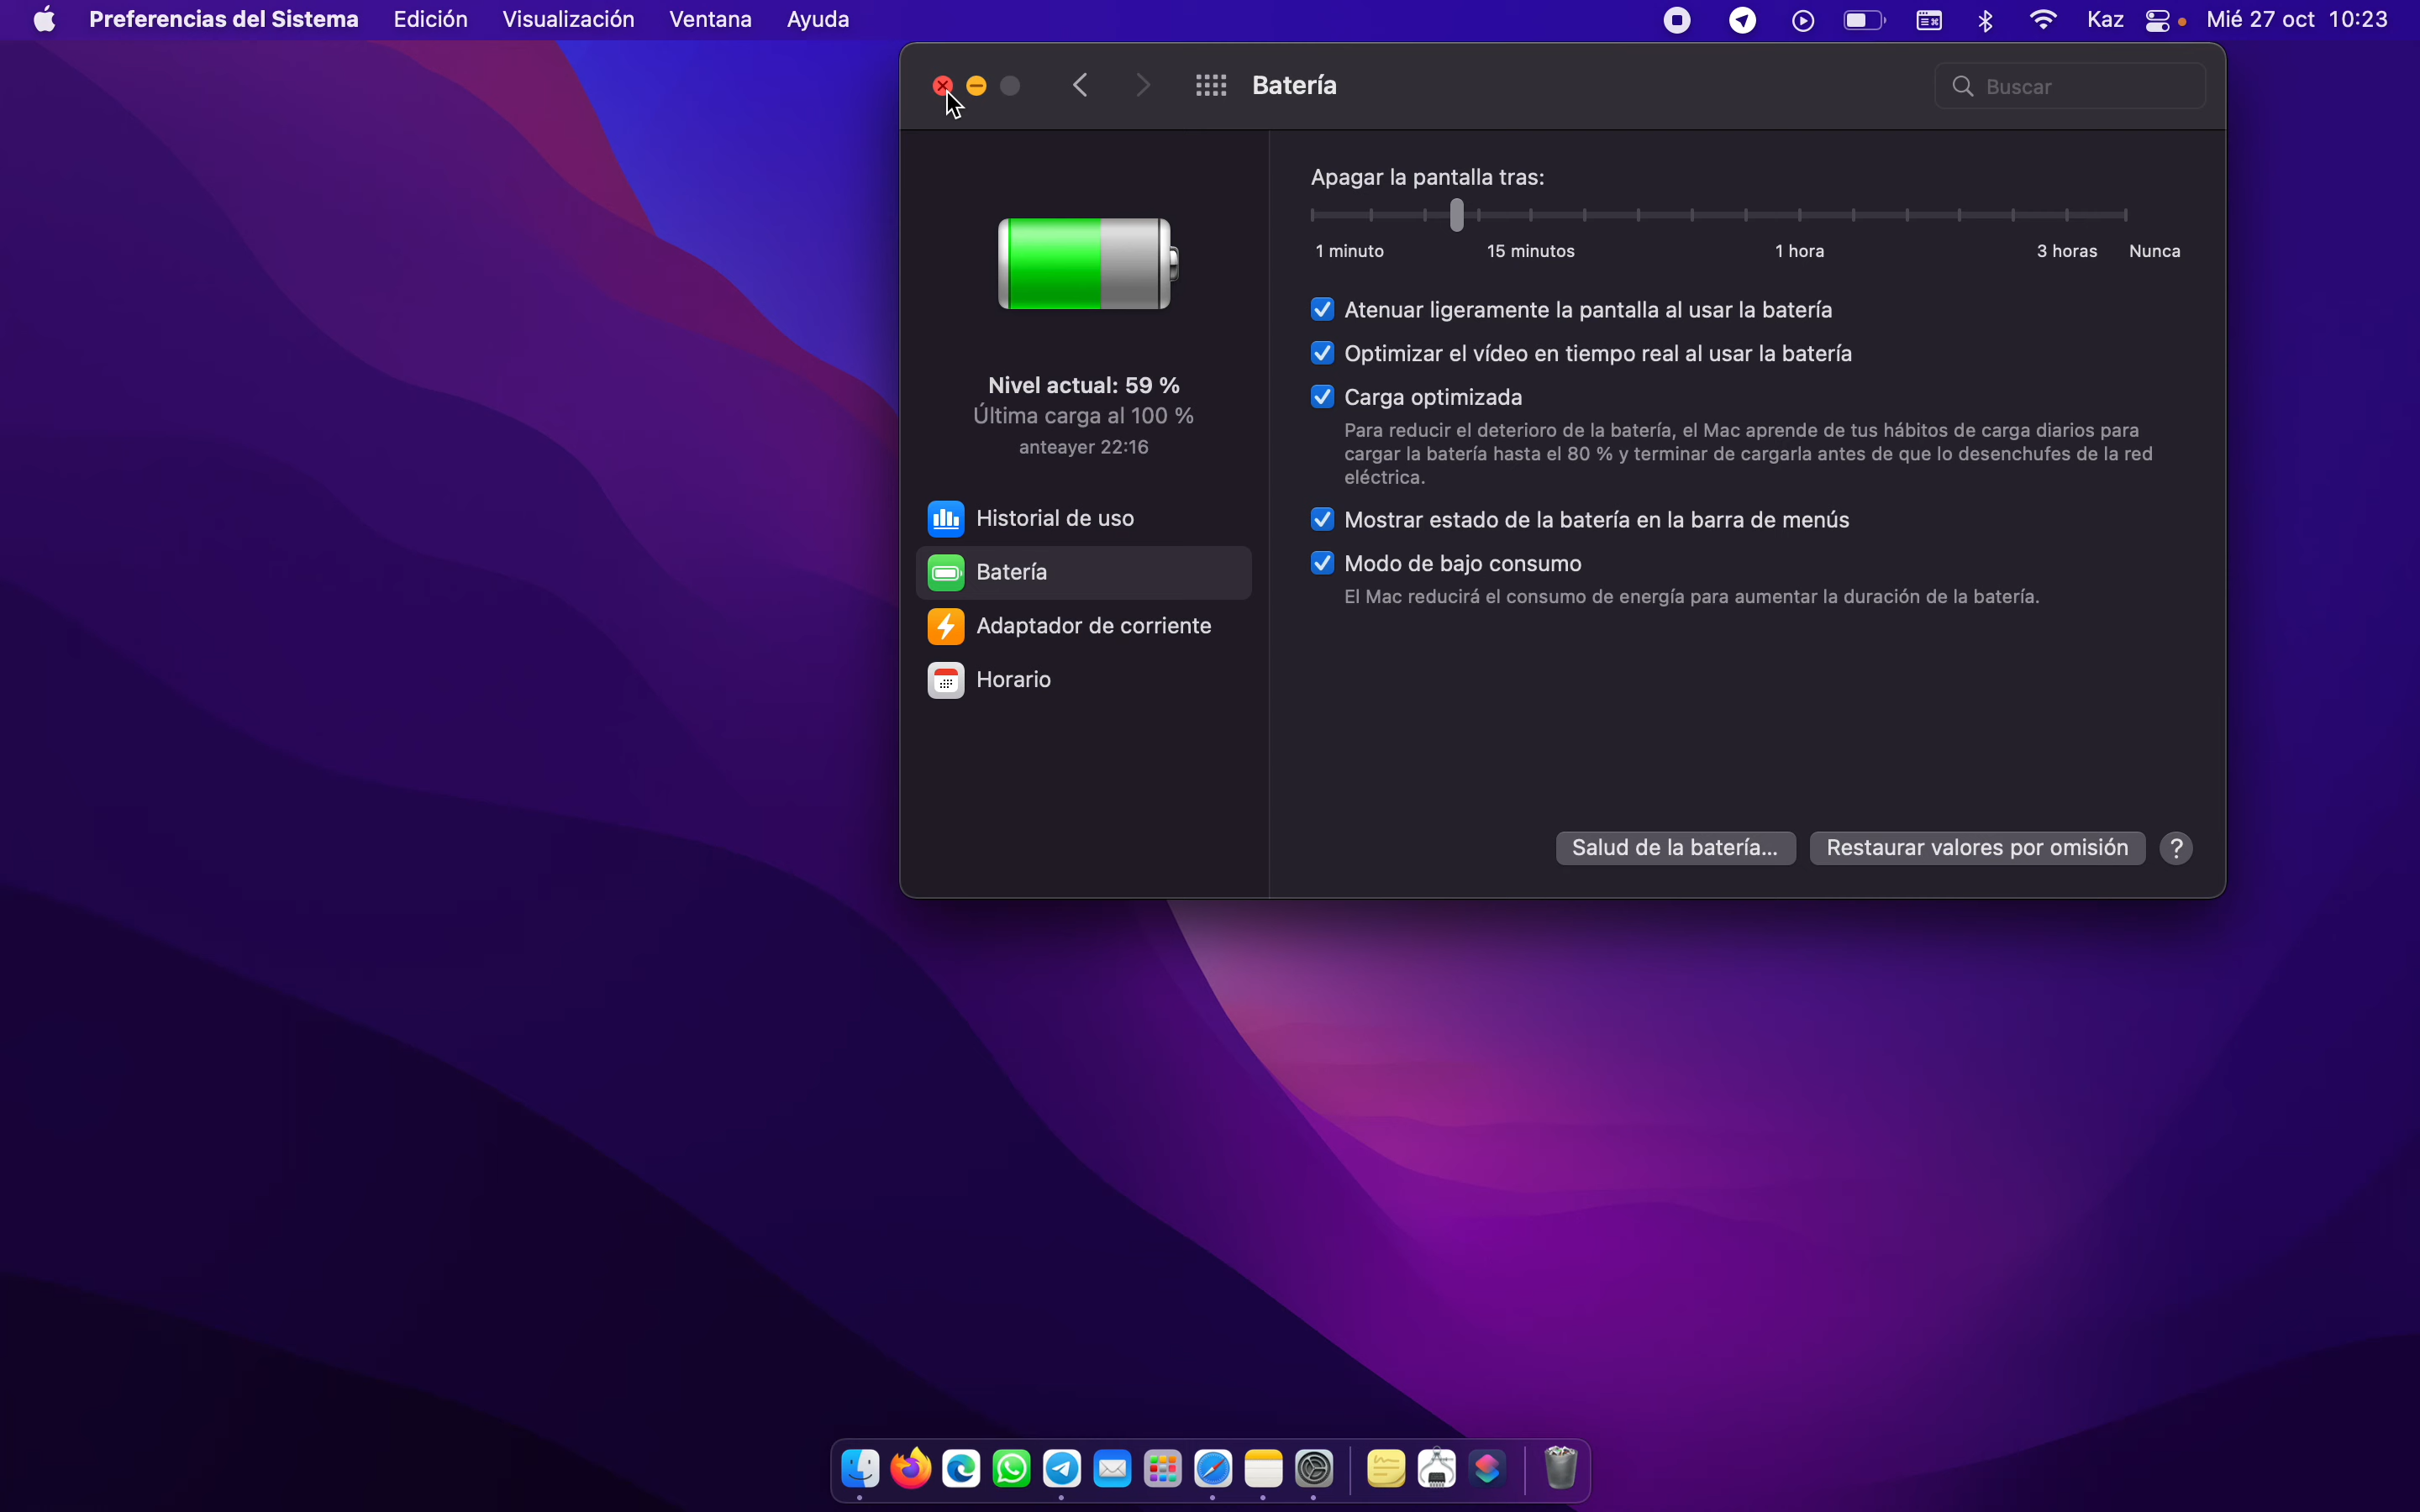 Preferencias del Sistema Edición Visualización Ventana Ayuda Kaz Mié 27 oct 10:23
Batería
Buscar
Nivel actual: 59 %
Última carga al 100 %
anteayer 22:16
Historial de uso
Batería
Adaptador de corriente
Horario
Apagar la pantalla tras:
1 minuto 15 minutos 1 hora 3 horas Nunca
Atenuar ligeramente la pantalla al usar la batería
Optimizar el vídeo en tiempo real al usar la batería
Carga optimizada
Para reducir el deterioro de la batería, el Mac aprende de tus hábitos de carga diarios para
cargar la batería hasta el 80 % y terminar de cargarla antes de que lo desenchufes de la red
eléctrica.
Mostrar estado de la batería en la barra de menús
Modo de bajo consumo
El Mac reducirá el consumo de energía para aumentar la duración de la batería.
Salud de la batería... Restaurar valores por omisión ?